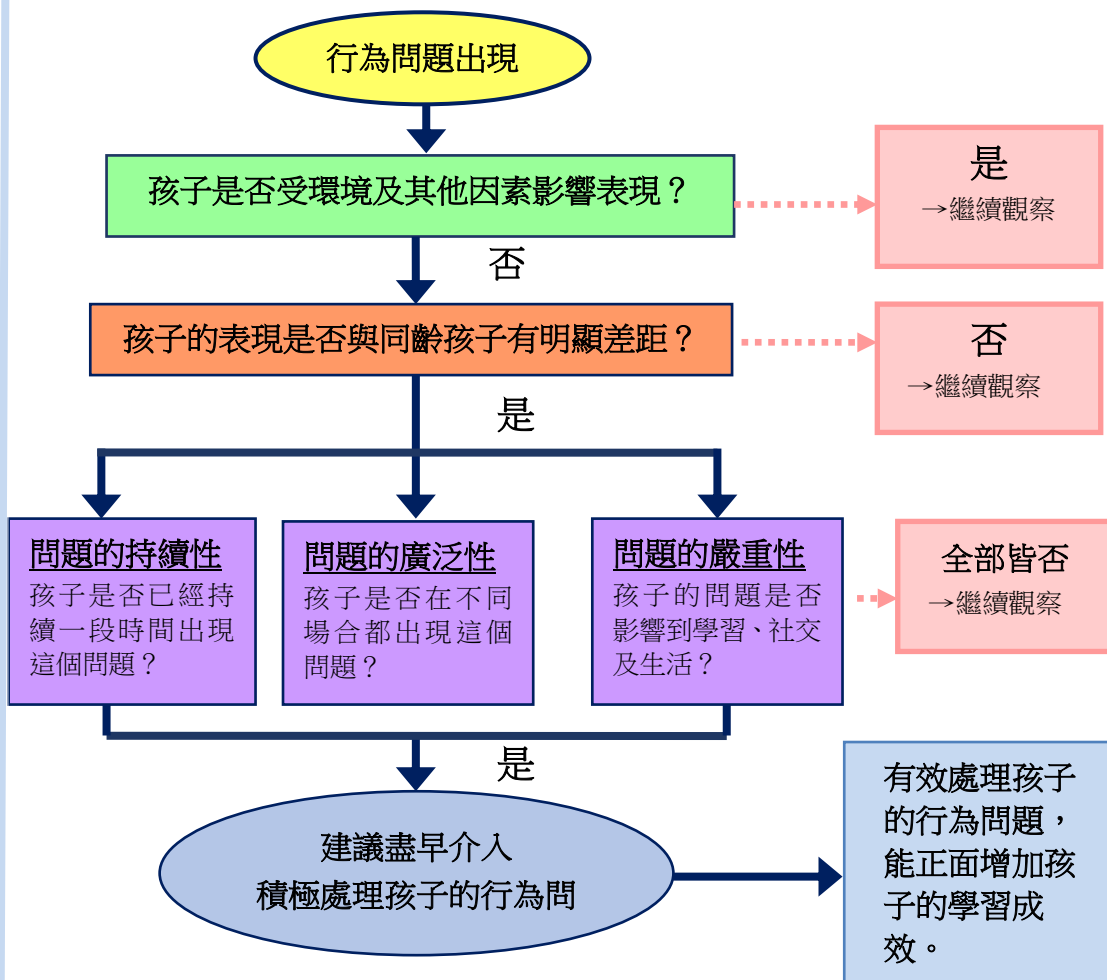 行為問題出現
孩子是否受環境及其他因素影響表現？
是
→繼續觀察
否
孩子的表現是否與同齡孩子有明顯差距？
否
→繼續觀察
是
問題的持續性
孩子是否已經持
續一段時間出現
這個問題？
問題的廣泛性
孩子是否在不同
場合都出現這個
問題？
問題的嚴重性
孩子的問題是否
影響到學習、社交
及生活？
全部皆否
→繼續觀察
是
建議盡早介入
積極處理孩子的行為問
有效處理孩子
的行為問題，
能正面增加孩
子的學習成
效。